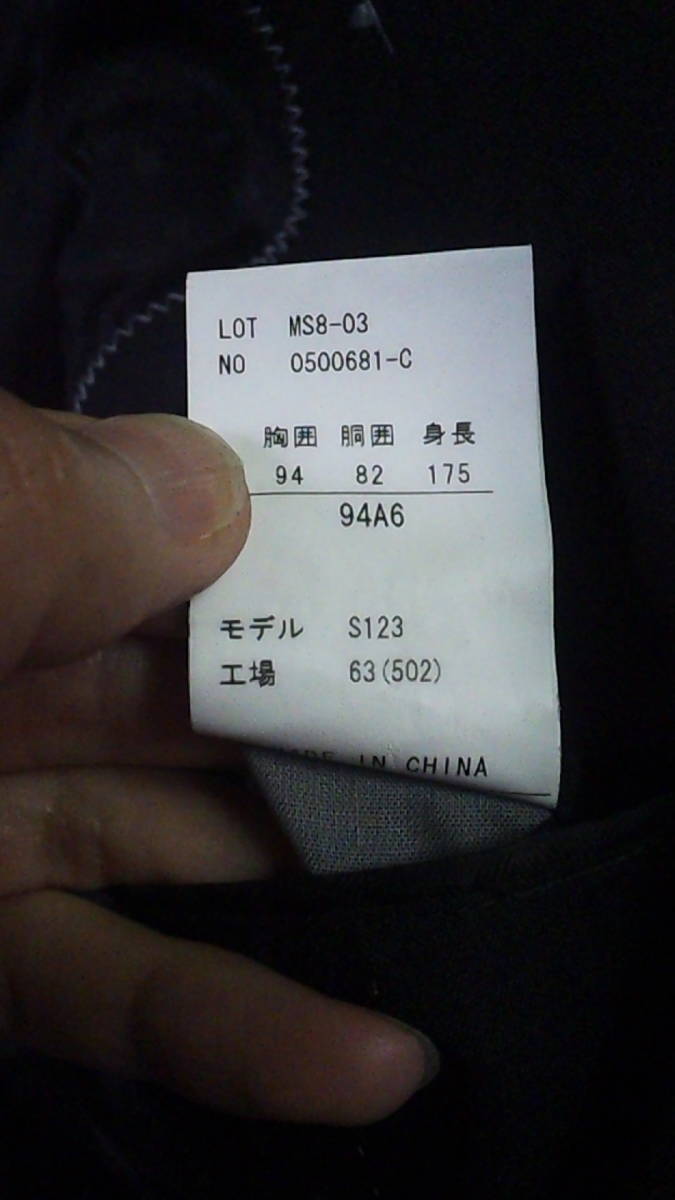 LOT MS8-03
NO 0500681-C
胸囲 胴囲 身長
94 82 175
94A6
モデル S123
工場 63(502)
MADE IN CHINA